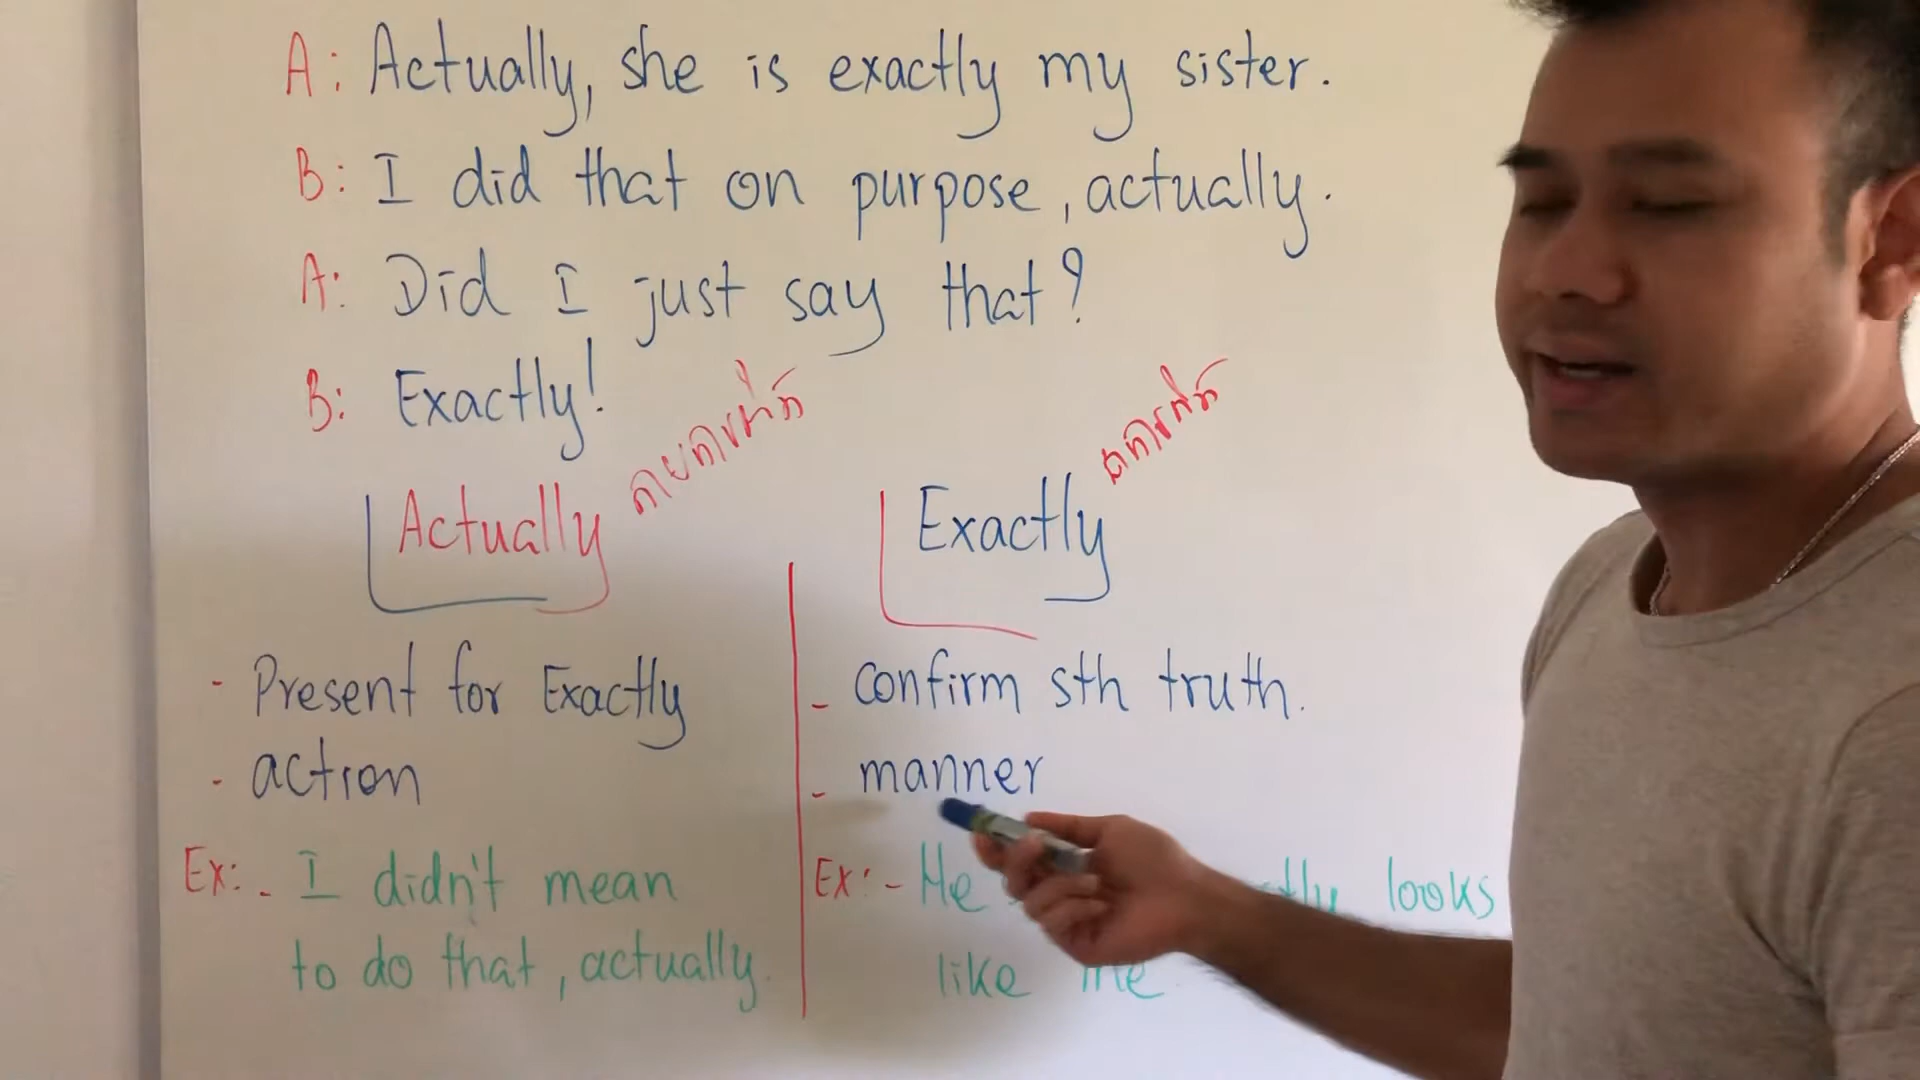 A: Actually, she is exactly my sister.
B: I did that on purpose, actually.
A: Did I just say that?
B: Exactly!
Actually
Exactly
- Present for Exactly
- action
- confirm sth truth.
- manner
Ex: - I didn't mean
to do that, actually.
Ex: - He looks
like me